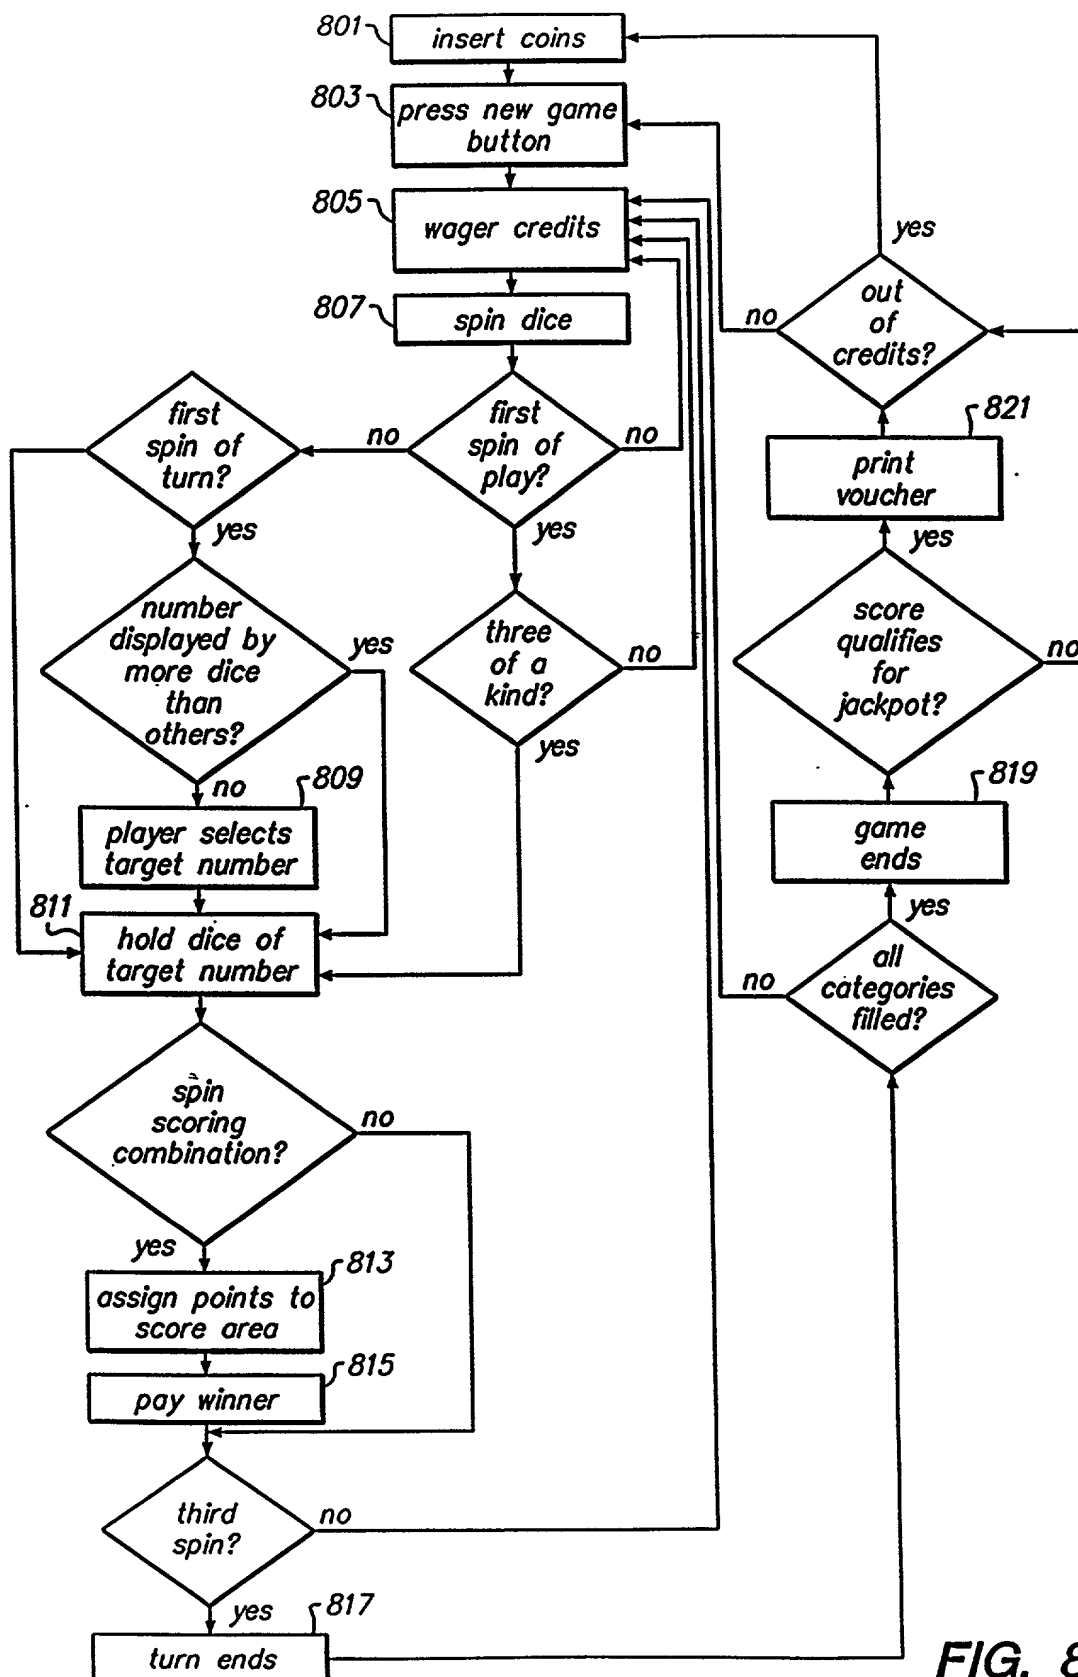 801
insert coins
803
press new game
button
805
wager credits
807
spin dice
first
spin of
play?
no
no
yes
first
spin of
turn?
yes
number
displayed by
more dice
than
others?
yes
no
three
of a
kind?
no
yes
809
player selects
target number
811
hold dice of
target number
spin
scoring
combination?
no
yes
813
assign points to
score area
815
pay winner
third
spin?
no
yes
817
turn ends
all
categories
filled?
no
yes
819
game
ends
score
qualifies
for
jackpot?
no
yes
821
print
voucher
out
of
credits?
no
yes
FIG. 8